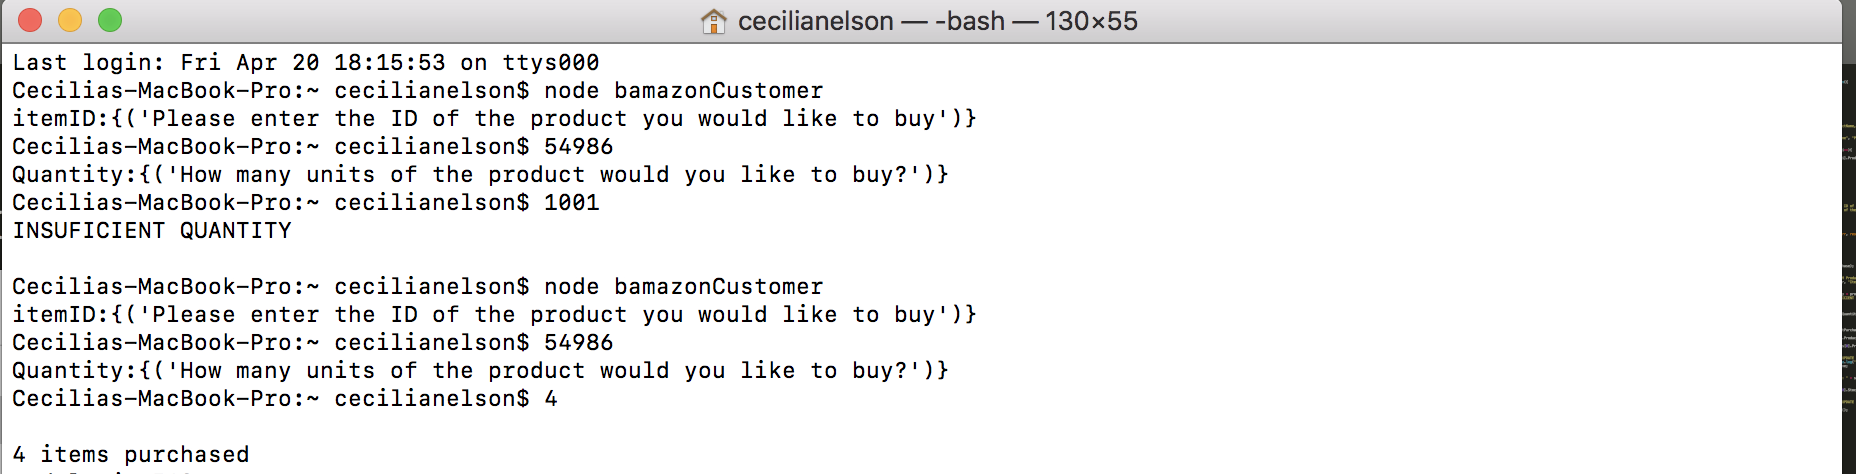 cecilianelson — -bash — 130×55
Last login: Fri Apr 20 18:15:53 on ttys000
Cecilias-MacBook-Pro:~ cecilianelson$ node bamazonCustomer
itemID:{('Please enter the ID of the product you would like to buy')}
Cecilias-MacBook-Pro:~ cecilianelson$ 54986
Quantity:{('How many units of the product would you like to buy?')}
Cecilias-MacBook-Pro:~ cecilianelson$ 1001
INSUFICIENT QUANTITY
Cecilias-MacBook-Pro:~ cecilianelson$ node bamazonCustomer
itemID:{('Please enter the ID of the product you would like to buy')}
Cecilias-MacBook-Pro:~ cecilianelson$ 54986
Quantity:{('How many units of the product would you like to buy?')}
Cecilias-MacBook-Pro:~ cecilianelson$ 4
4 items purchased